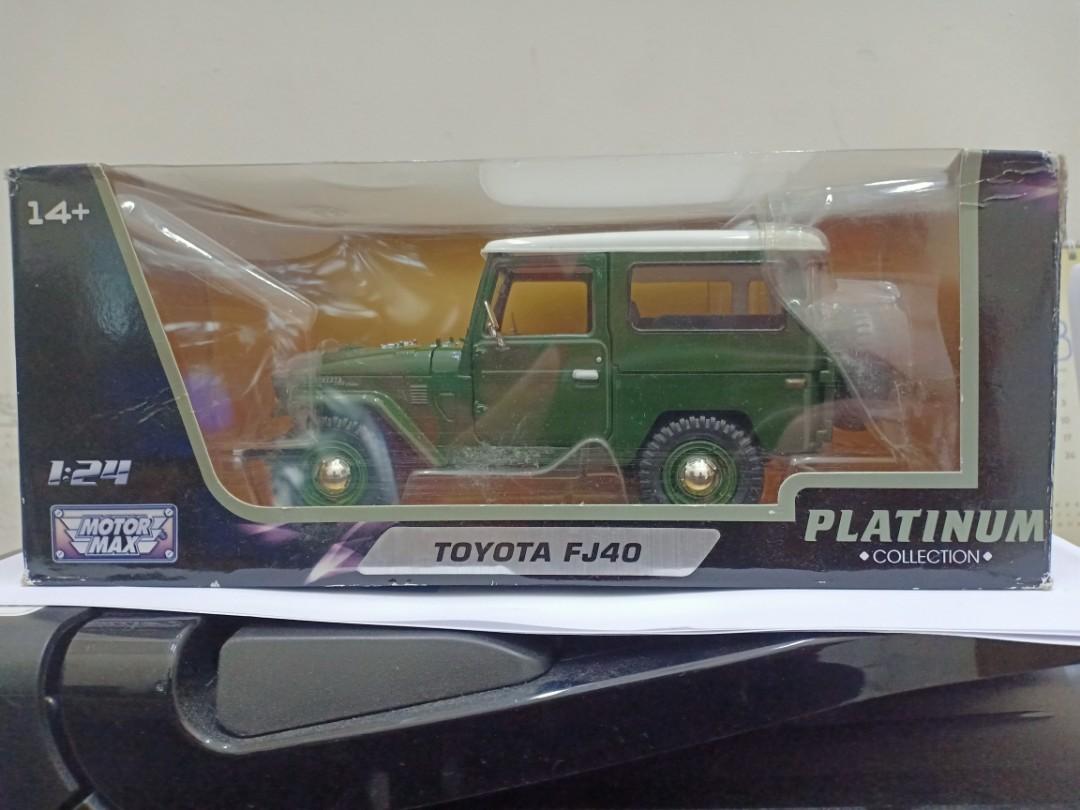 14+
1:24
MOTOR
MAX
TOYOTA FJ40
PLATINUM
COLLECTION